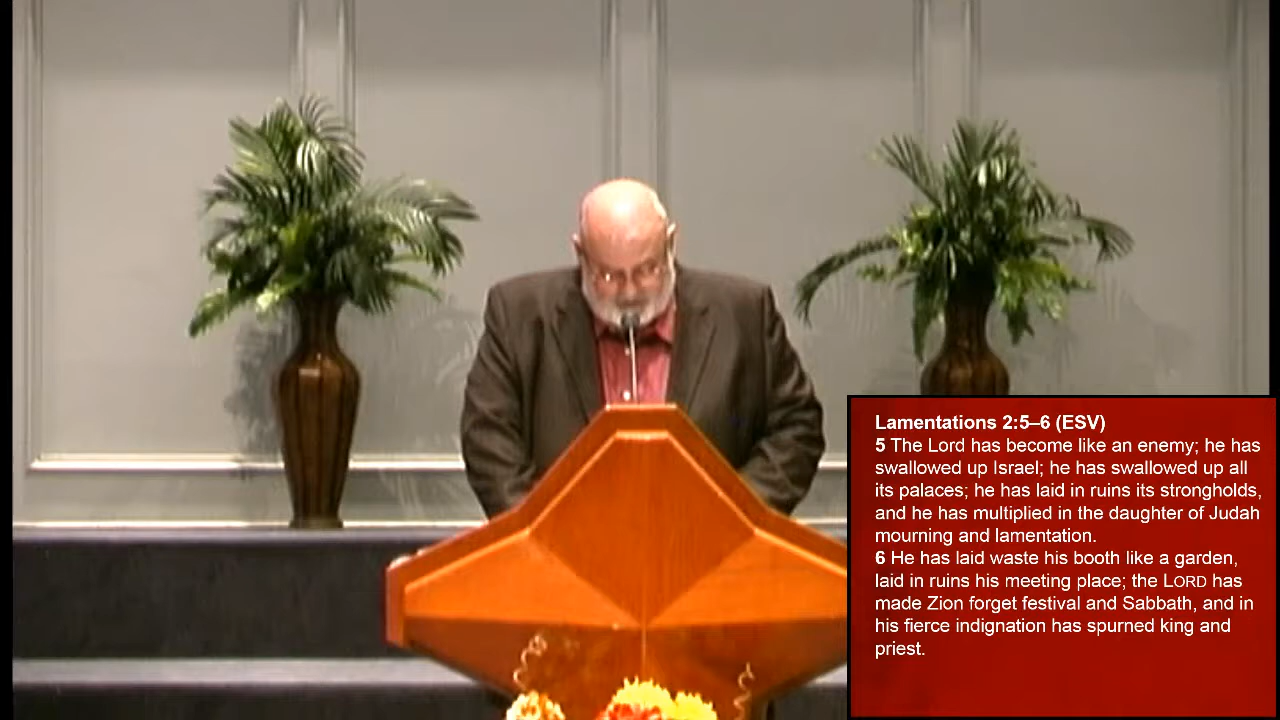 Lamentations 2:5–6 (ESV)
5 The Lord has become like an enemy; he has
swallowed up Israel; he has swallowed up all
its palaces; he has laid in ruins its strongholds,
and he has multiplied in the daughter of Judah
mourning and lamentation.
6 He has laid waste his booth like a garden,
laid in ruins his meeting place; the LORD has
made Zion forget festival and Sabbath, and in
his fierce indignation has spurned king and
priest.